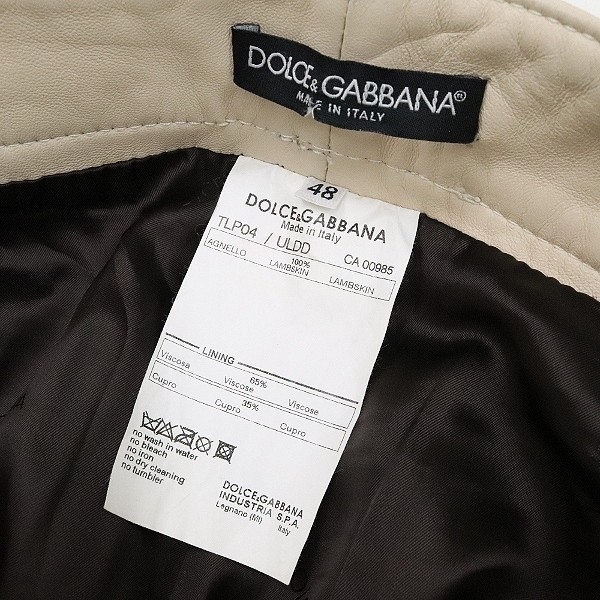 DOLCE & GABBANA®
MADE IN ITALY
48
DOLCE&GABBANA
Made in Italy
TLP04 / ULDD CA 00985
100%
AGNELLO LAMBSKIN LAMBSKIN
LINING
65%
Viscosa Viscose Viscose
35%
Cupro Cupro Cupro
no wash in water
no bleach
no iron
no dry cleaning
no tumbler
DOLCE&GABBANA
INDUSTRIA S.P.A.
Legnano (MI) ITALY